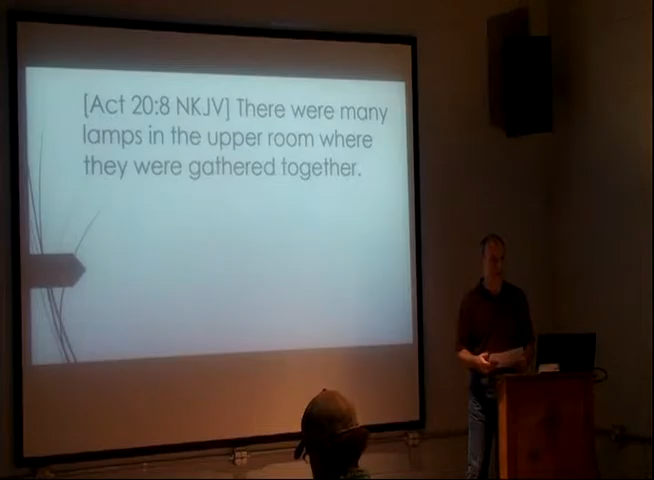 [Act 20:8 NKJV] There were many
lamps in the upper room where
they were gathered together.